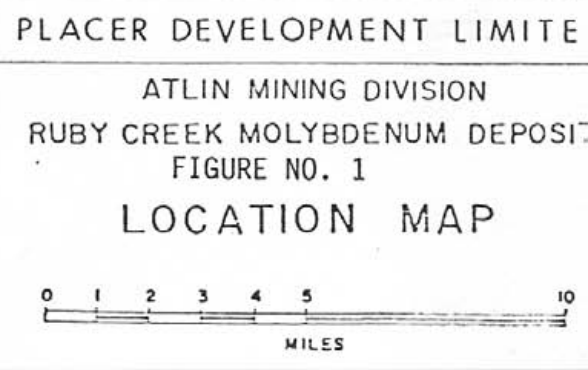 PLACER DEVELOPMENT LIMITE
ATLIN MINING DIVISION
RUBY CREEK MOLYBDENUM DEPOSIT
FIGURE NO. 1
LOCATION MAP
0 1 2 3 4 5 10
MILES